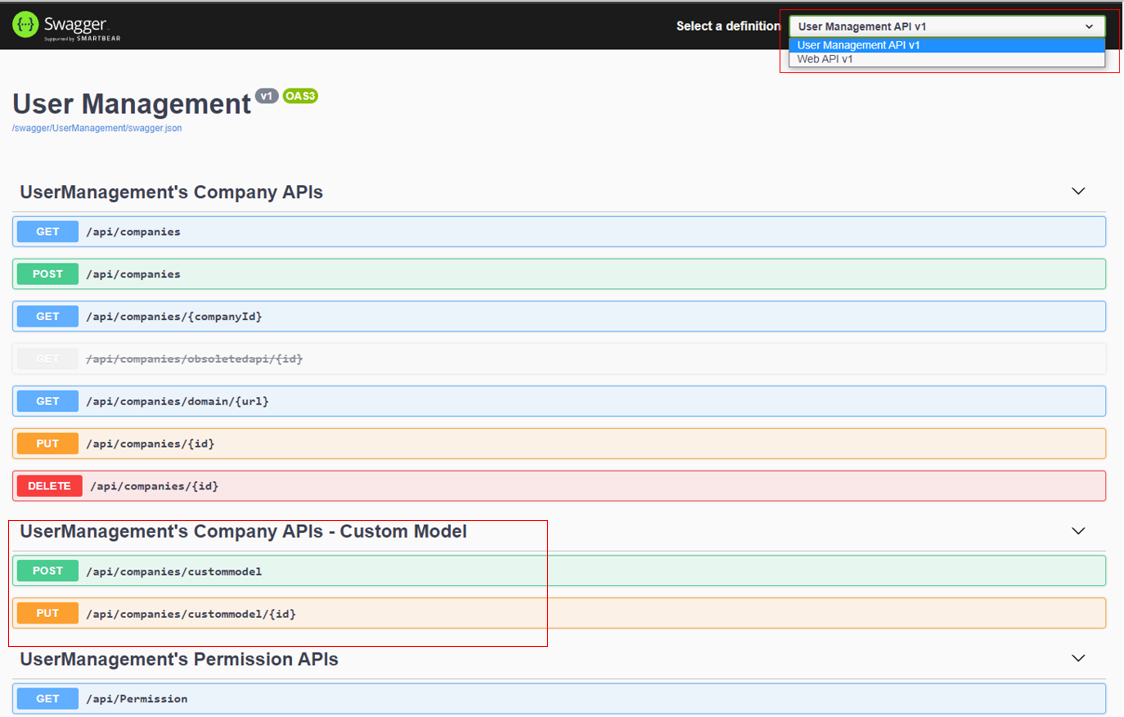 Swagger
Supported by SMARTBEAR
Select a definition
User Management API v1
User Management API v1
Web API v1
User Management v1 OAS3
/swagger/UserManagement/swagger.json
UserManagement's Company APIs
GET /api/companies
POST /api/companies
GET /api/companies/{companyId}
GET /api/companies/obsoletedapi/{id}
GET /api/companies/domain/{url}
PUT /api/companies/{id}
DELETE /api/companies/{id}
UserManagement's Company APIs - Custom Model
POST /api/companies/custommodel
PUT /api/companies/custommodel/{id}
UserManagement's Permission APIs
GET /api/Permission